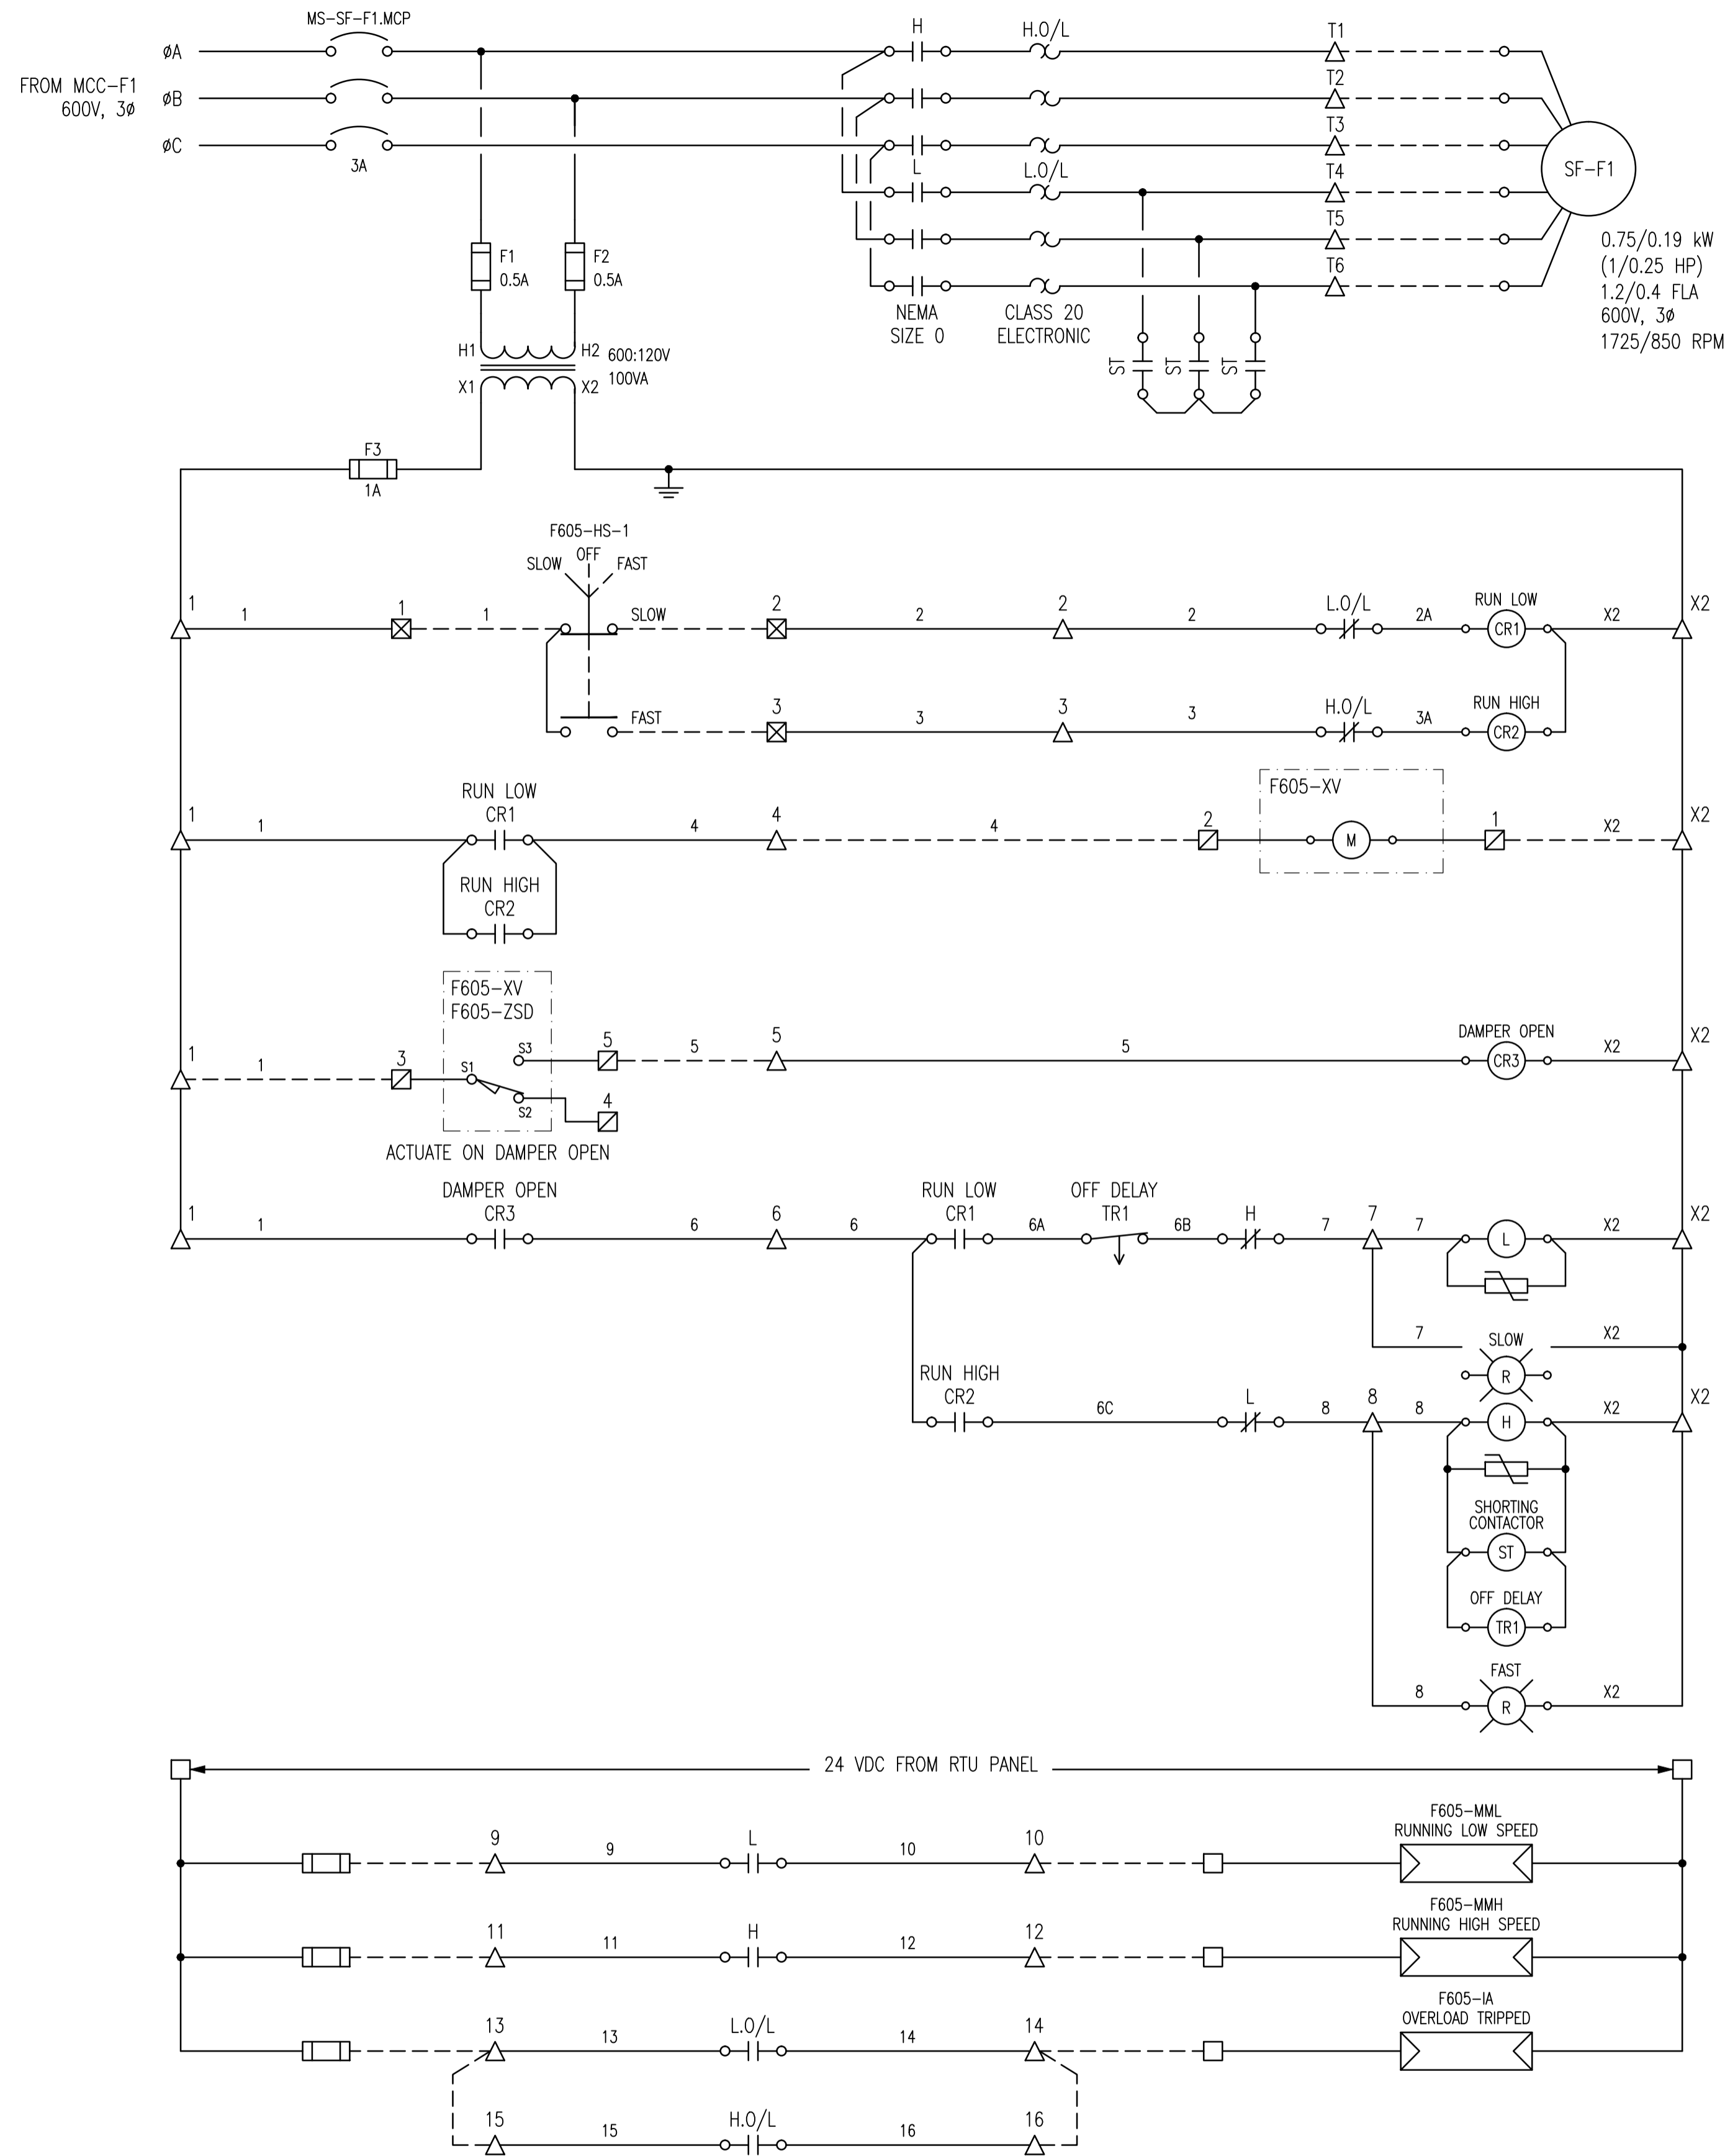 MS-SF-F1.MCP
H
H.O/L
T1
øA
T2
FROM MCC-F1
600V, 3ø
øB
T3
øC
3A
L
L.O/L
T4
SF-F1
T5
T6
0.75/0.19 kW
(1/0.25 HP)
1.2/0.4 FLA
600V, 3ø
1725/850 RPM
F1
0.5A
F2
0.5A
NEMA
SIZE 0
CLASS 20
ELECTRONIC
ST
ST
ST
H1
H2
600:120V
100VA
X1
X2
F3
1A
F605-HS-1
OFF
SLOW
FAST
1
1
1
1
SLOW
2
2
2
2
L.O/L
2A
RUN LOW
CR1
X2
X2
FAST
3
3
3
3
H.O/L
3A
RUN HIGH
CR2
RUN LOW
CR1
1
1
4
4
4
2
F605-XV
M
1
X2
X2
RUN HIGH
CR2
F605-XV
F605-ZSD
1
1
3
S1
S3
S2
5
5
5
5
4
DAMPER OPEN
CR3
X2
X2
ACTUATE ON DAMPER OPEN
DAMPER OPEN
CR3
1
1
6
6
6
RUN LOW
CR1
6A
OFF DELAY
TR1
6B
H
7
7
7
L
X2
X2
7
SLOW
R
X2
RUN HIGH
CR2
6C
L
8
8
8
H
X2
X2
SHORTING
CONTACTOR
ST
OFF DELAY
TR1
FAST
8
R
X2
24 VDC FROM RTU PANEL
F605-MML
RUNNING LOW SPEED
9
9
L
10
10
F605-MMH
RUNNING HIGH SPEED
11
11
H
12
12
F605-IA
OVERLOAD TRIPPED
13
13
L.O/L
14
14
15
15
H.O/L
16
16